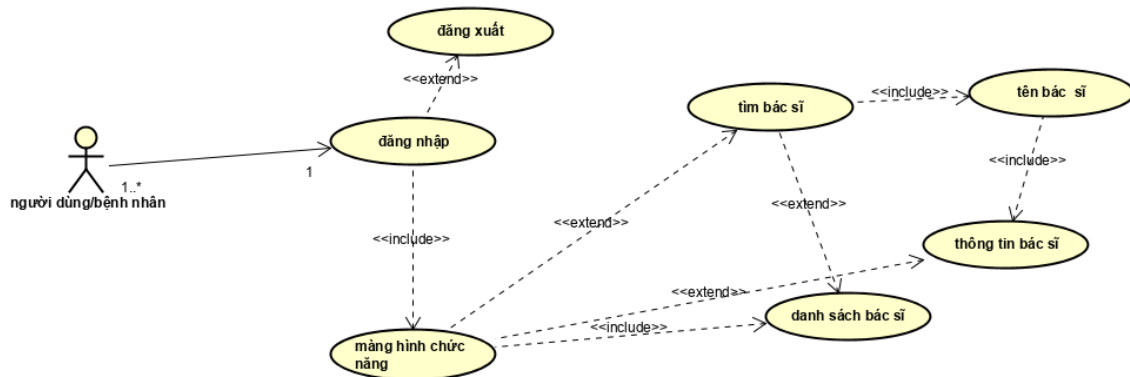 đăng xuất
<<extend>>
<<include>>
tìm bác sĩ
tên bác sĩ
đăng nhập
1
1..*
người dùng/bệnh nhân
<<include>>
<<extend>>
<<extend>>
<<include>>
thông tin bác sĩ
<<extend>>
<<include>>
danh sách bác sĩ
màng hình chức
năng